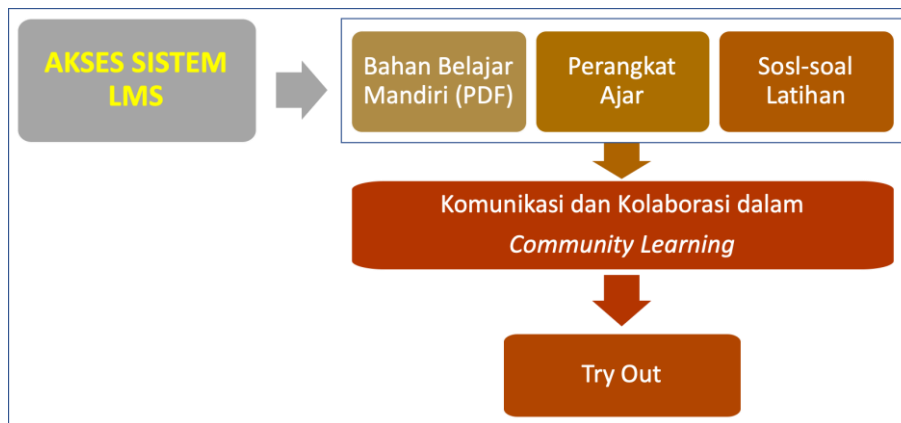 AKSES SISTEM
LMS
Bahan Belajar
Mandiri (PDF)
Perangkat
Ajar
Sosl-soal
Latihan
Komunikasi dan Kolaborasi dalam
Community Learning
Try Out